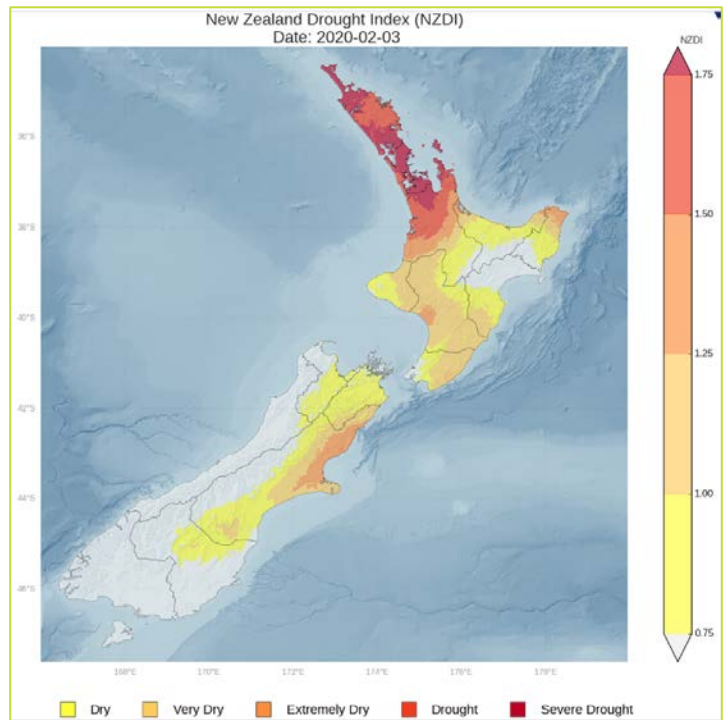 New Zealand Drought Index (NZDI)
Date: 2020-02-03
NZDI
1.75
1.50
1.25
1.00
0.75
36°S
38°S
40°S
42°S
44°S
46°S
168°E
170°E
172°E
174°E
176°E
178°E
Dry
Very Dry
Extremely Dry
Drought
Severe Drought